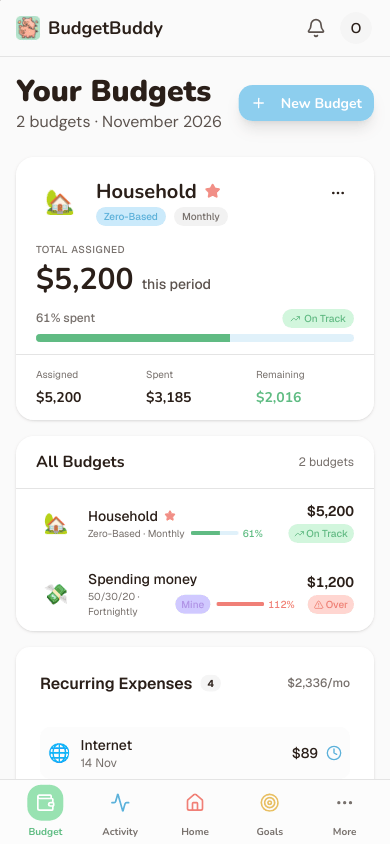 BudgetBuddy
O
Your Budgets
2 budgets · November 2026
+ New Budget
Household
Zero-Based
Monthly
TOTAL ASSIGNED
$5,200 this period
61% spent
On Track
Assigned
Spent
Remaining
$5,200
$3,185
$2,016
All Budgets
2 budgets
Household
$5,200
Zero-Based · Monthly
61%
On Track
Spending money
$1,200
50/30/20 ·
Fortnightly
Mine
112%
Over
Recurring Expenses 4
$2,336/mo
Internet
14 Nov
$89
Budget
Activity
Home
Goals
More